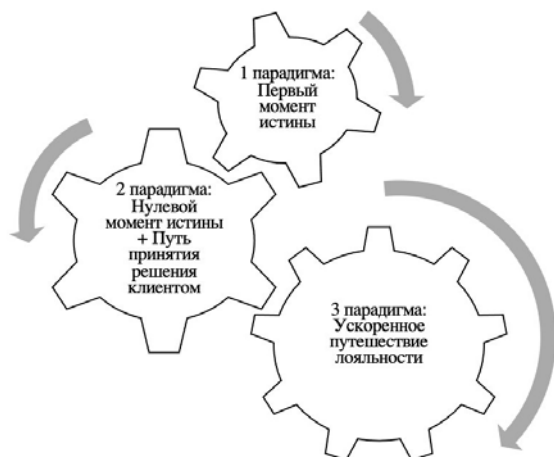 1 парадигма:
Первый
момент
истины
2 парадигма:
Нулевой
момент истины
+ Путь
принятия
решения
клиентом
3 парадигма:
Ускоренное
путешествие
лояльности